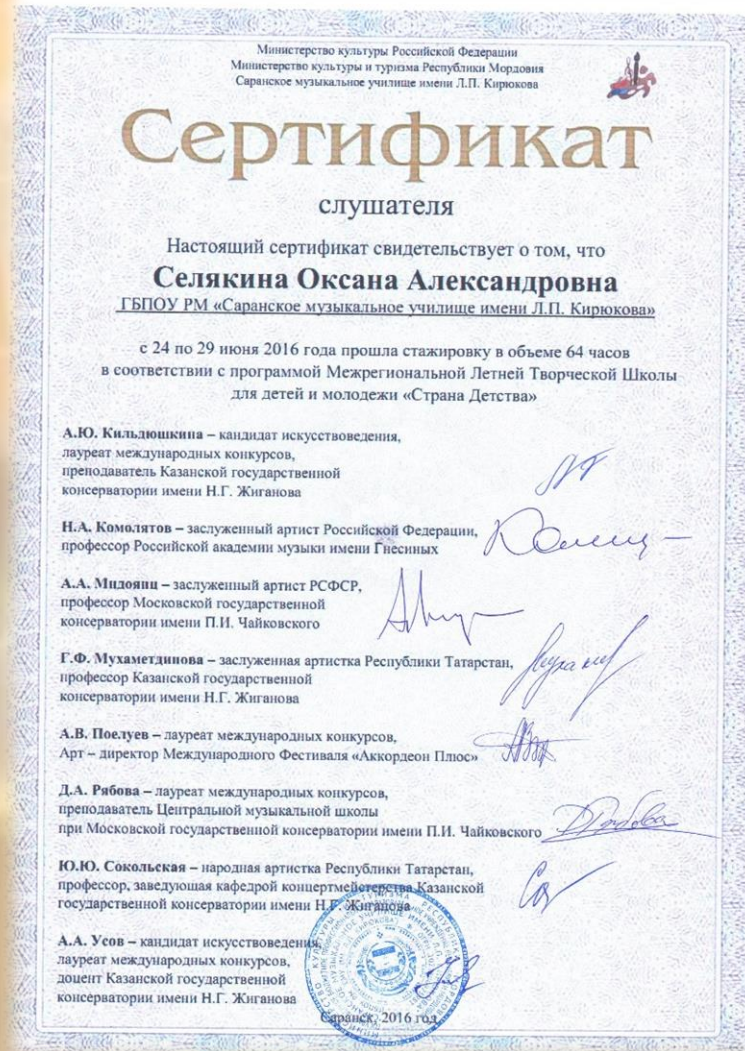 Министерство культуры Российской Федерации
Министерство культуры и туризма Республики Мордовия
Саранское музыкальное училище имени Л.П. Кирюкова
Сертификат
слушателя
Настоящий сертификат свидетельствует о том, что
Селякина Оксана Александровна
ГБПОУ РМ «Саранское музыкальное училище имени Л.П. Кирюкова»
с 24 по 29 июня 2016 года прошла стажировку в объеме 64 часов
в соответствии с программой Межрегиональной Летней Творческой Школы
для детей и молодежи «Страна Детства»
А.Ю. Кильдюшкина – кандидат искусствоведения,
лауреат международных конкурсов,
преподаватель Казанской государственной
консерватории имени Н.Г. Жиганова
Н.А. Комолятов – заслуженный артист Российской Федерации,
профессор Российской академии музыки имени Гнесиных
А.А. Мндоянц – заслуженный артист РСФСР,
профессор Московской государственной
консерватории имени П.И. Чайковского
Г.Ф. Мухаметдинова – заслуженная артистка Республики Татарстан,
профессор Казанской государственной
консерватории имени Н.Г. Жиганова
А.В. Поелуев – лауреат международных конкурсов,
Арт – директор Международного Фестиваля «Аккордеон Плюс»
Д.А. Рябова – лауреат международных конкурсов,
преподаватель Центральной музыкальной школы
при Московской государственной консерватории имени П.И. Чайковского
Ю.Ю. Сокольская – народная артистка Республики Татарстан,
профессор, заведующая кафедрой концертмейстерства Казанской
государственной консерватории имени Н.Г. Жиганова
А.А. Усов – кандидат искусствоведения,
лауреат международных конкурсов,
доцент Казанской государственной
консерватории имени Н.Г. Жиганова
Саранск, 2016 год